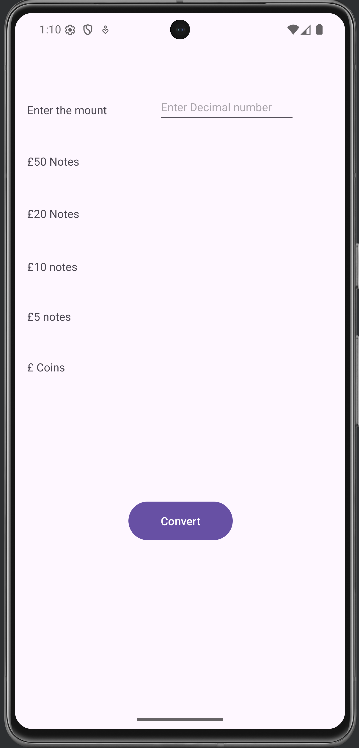 1:10
Enter the mount
Enter Decimal number
£50 Notes
£20 Notes
£10 notes
£5 notes
£ Coins
Convert